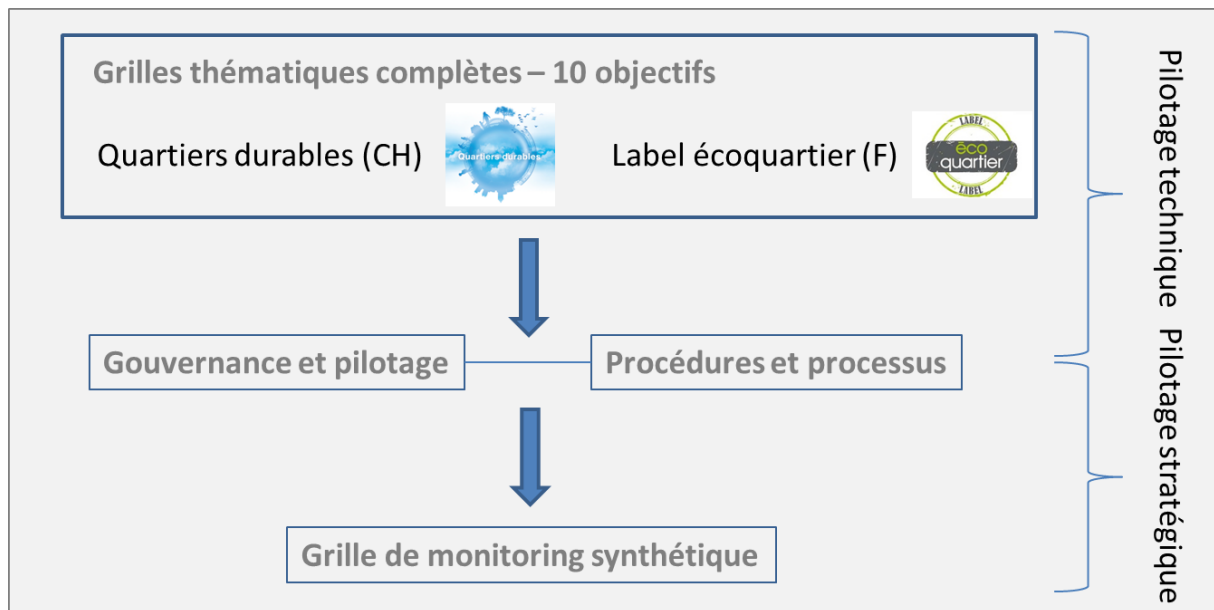 Grilles thématiques complètes – 10 objectifs
Quartiers durables (CH)
Quartiers durables
Label écoquartier (F)
LABEL
éco
quartier
LABEL
Gouvernance et pilotage
Procédures et processus
Grille de monitoring synthétique
Pilotage technique
Pilotage stratégique